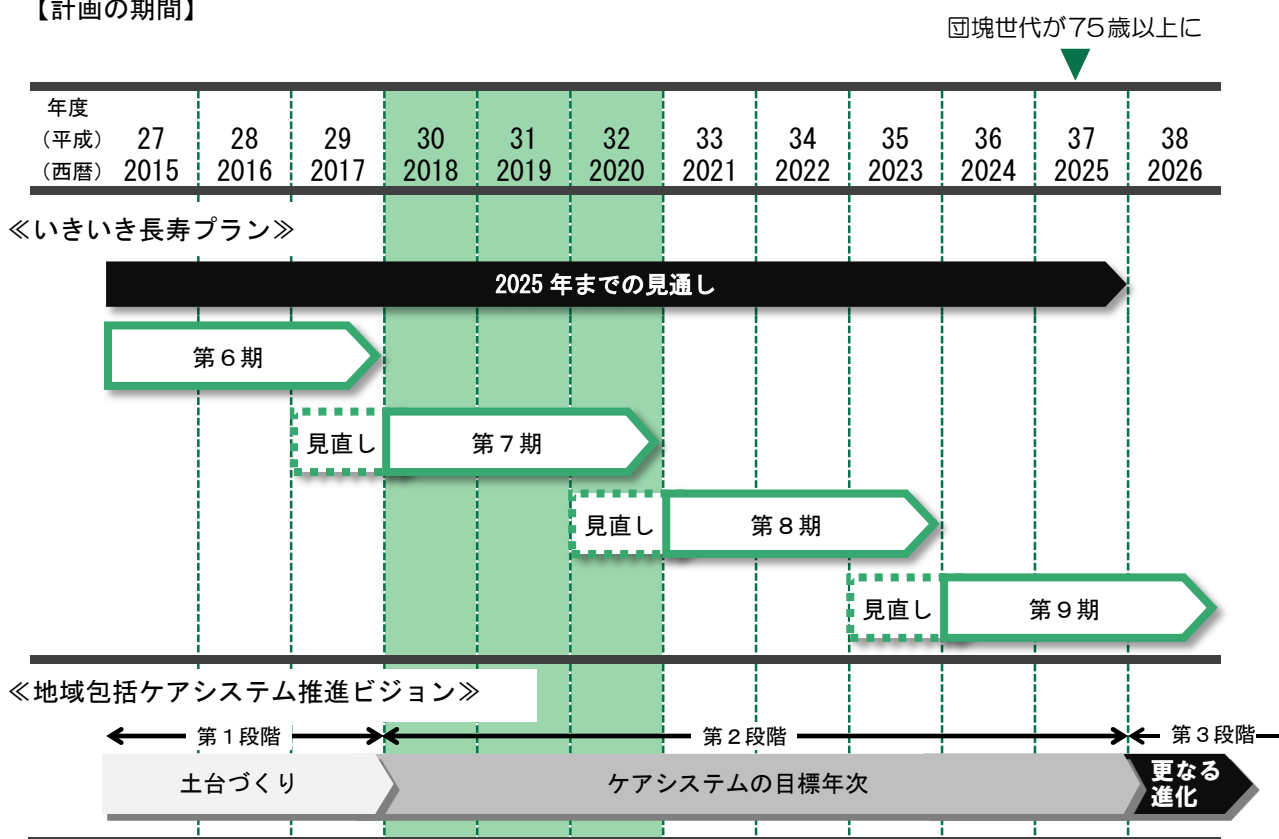 【計画の期間】
団塊世代が75歳以上に
年度
（平成） 27 28 29 30 31 32 33 34 35 36 37 38
（西暦） 2015 2016 2017 2018 2019 2020 2021 2022 2023 2024 2025 2026
≪いきいき長寿プラン≫
2025年までの見通し
第６期
見直し 第７期
見直し 第８期
見直し 第９期
≪地域包括ケアシステム推進ビジョン≫
第１段階 第２段階 第３段階
土台づくり ケアシステムの目標年次 更なる
進化